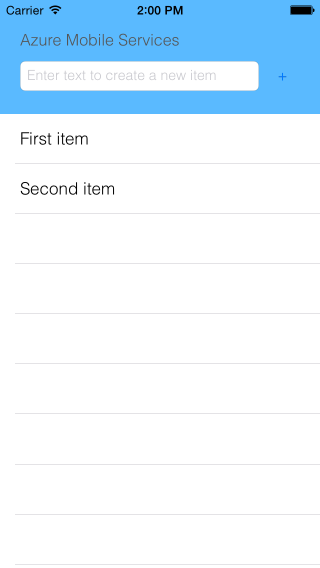 Carrier 2:00 PM
Azure Mobile Services
Enter text to create a new item +
First item
Second item